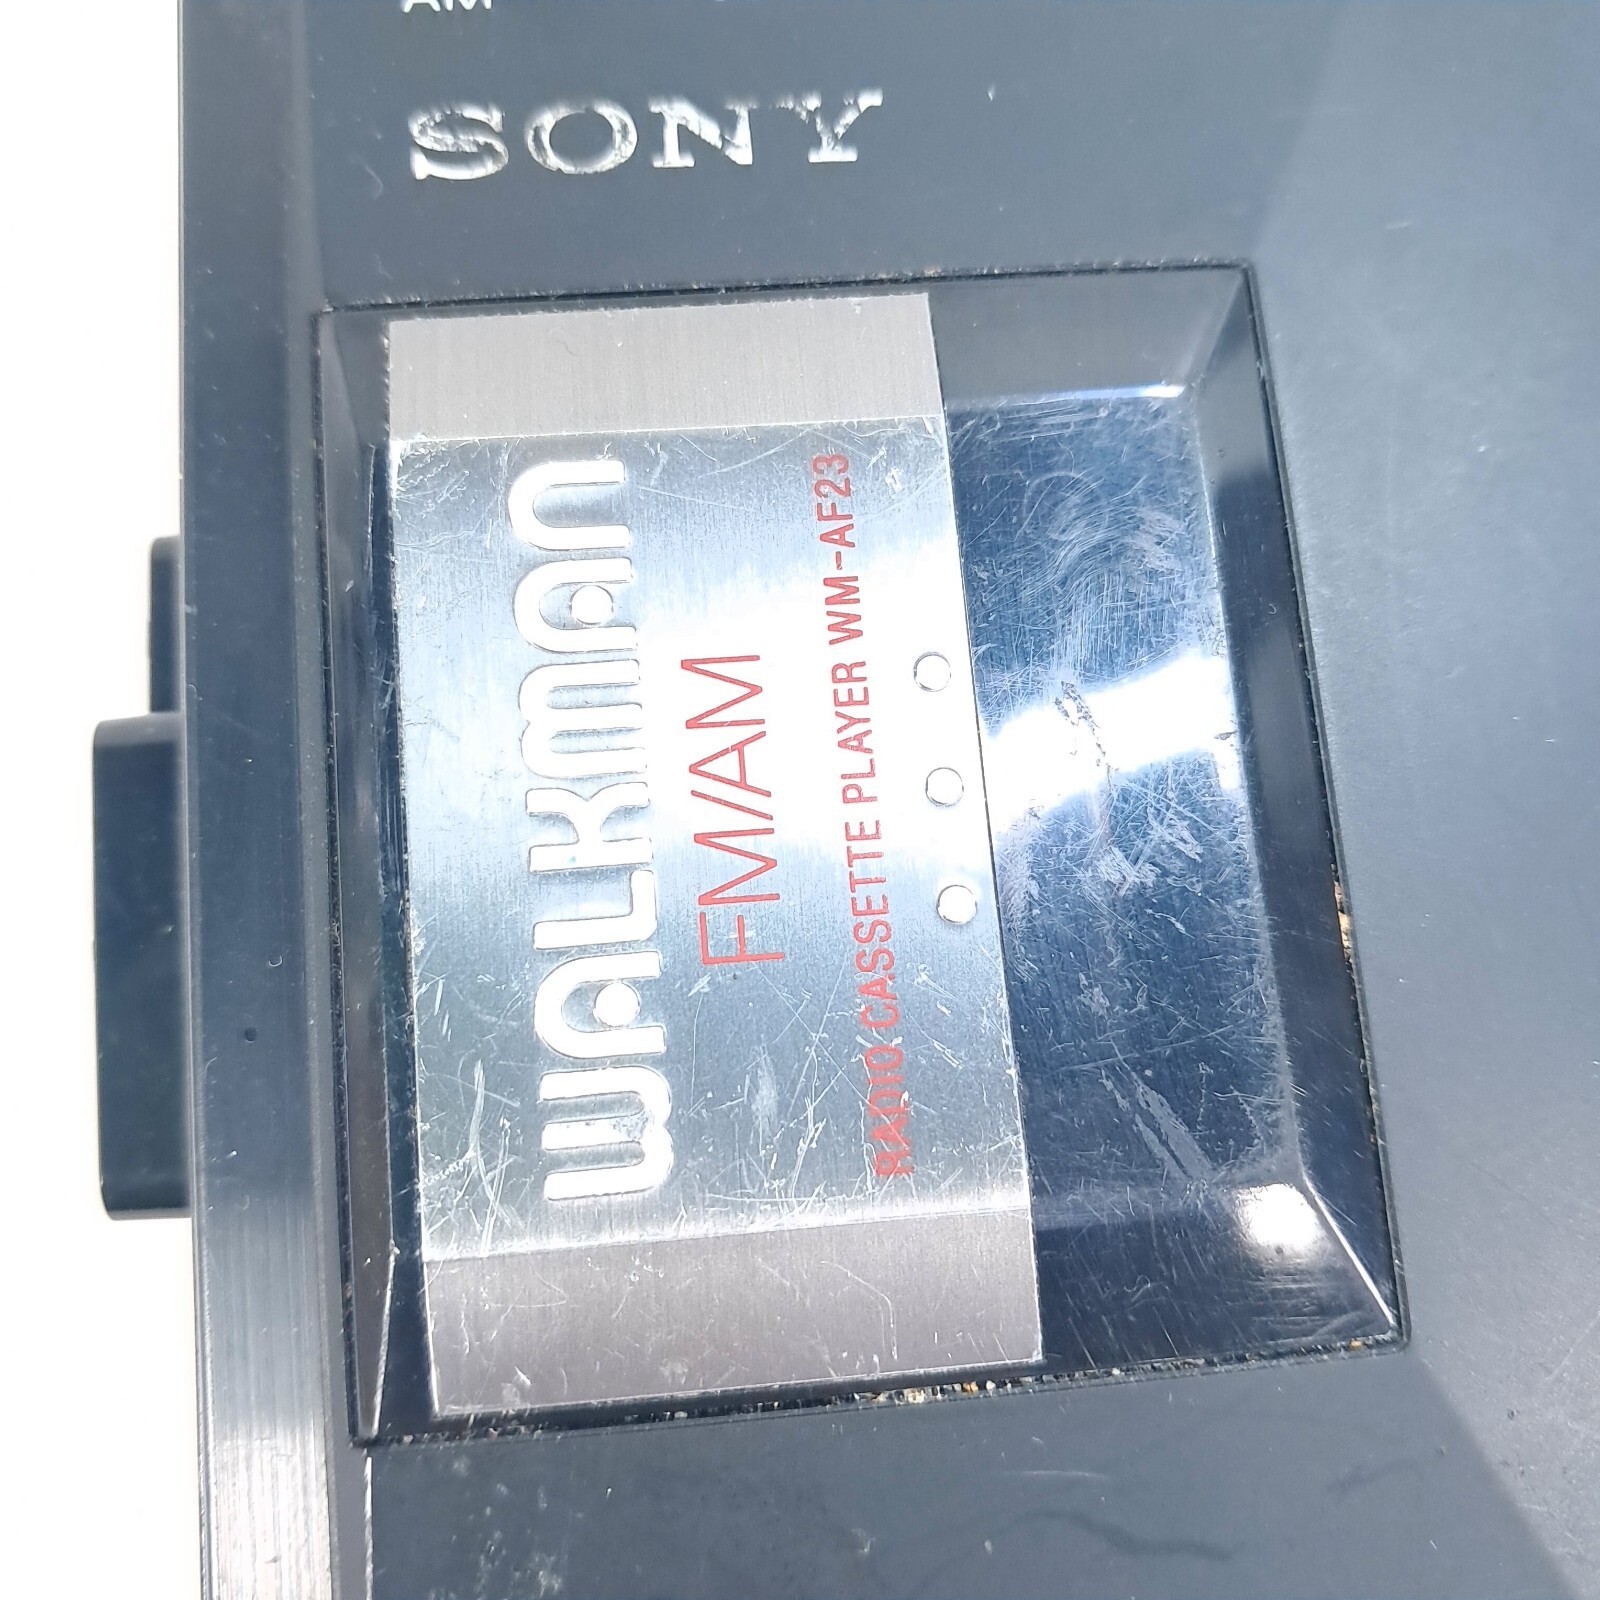 AM
SONY
WALKMAN
FM/AM
RADIO CASSETTE PLAYER WM-AF23